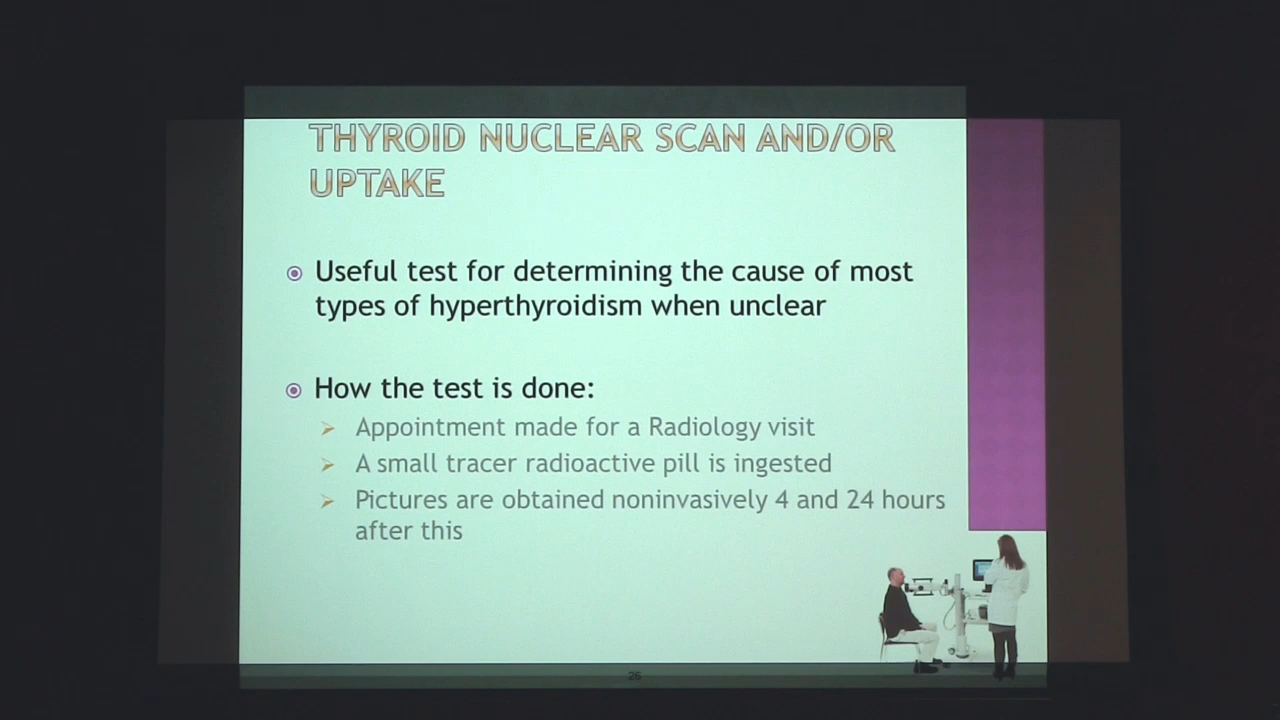 THYROID NUCLEAR SCAN AND/OR
UPTAKE
Useful test for determining the cause of most
types of hyperthyroidism when unclear
How the test is done:
Appointment made for a Radiology visit
A small tracer radioactive pill is ingested
Pictures are obtained noninvasively 4 and 24 hours
after this
26